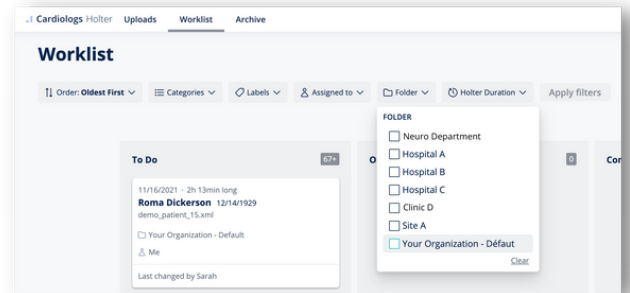 Cardiologs Holter Uploads Worklist Archive
Worklist
Order: Oldest First Categories Labels Assigned to Folder Holter Duration Apply filters
FOLDER
Neuro Department
Hospital A
Hospital B
Hospital C
Clinic D
Site A
Your Organization - Défaut
Clear
To Do 67+
O 0 Cor
11/16/2021 - 2h 13min long
Roma Dickerson 12/14/1929
demo_patient_15.xml
Your Organization - Default
Me
Last changed by Sarah